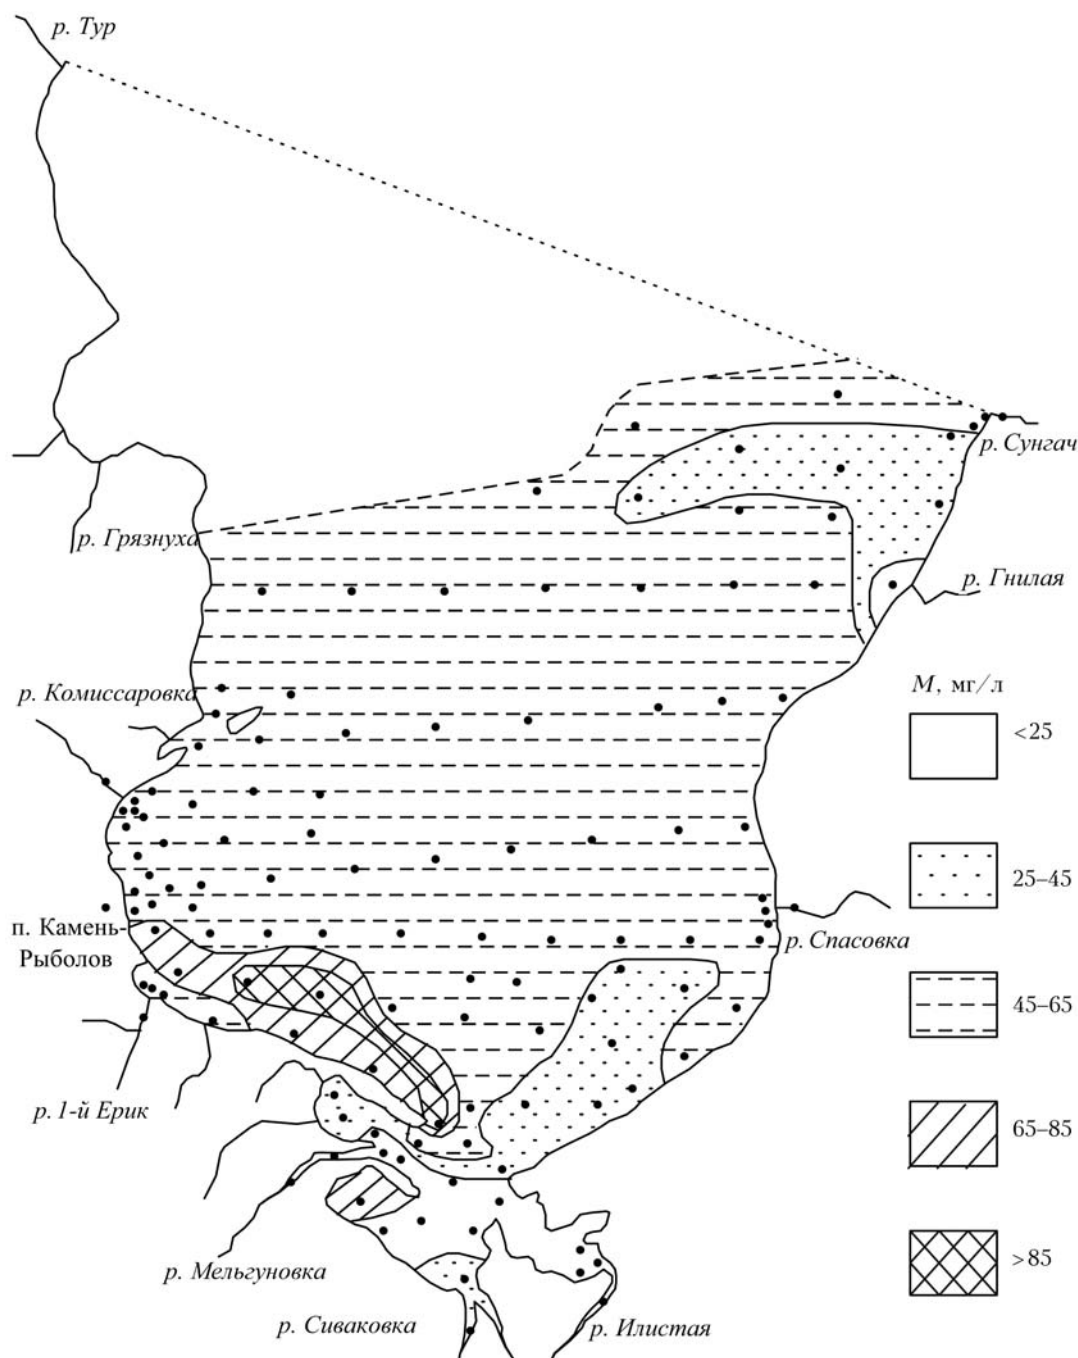 р. Тур
р. Сунгач
р. Грязнуха
р. Гнилая
р. Комиссаровка
М, мг/л
<25
25–45
п. Камень-
Рыболов
р. Спасовка
45–65
р. 1-й Ерик
65–85
р. Мельгуновка
>85
р. Сиваковка
р. Илистая